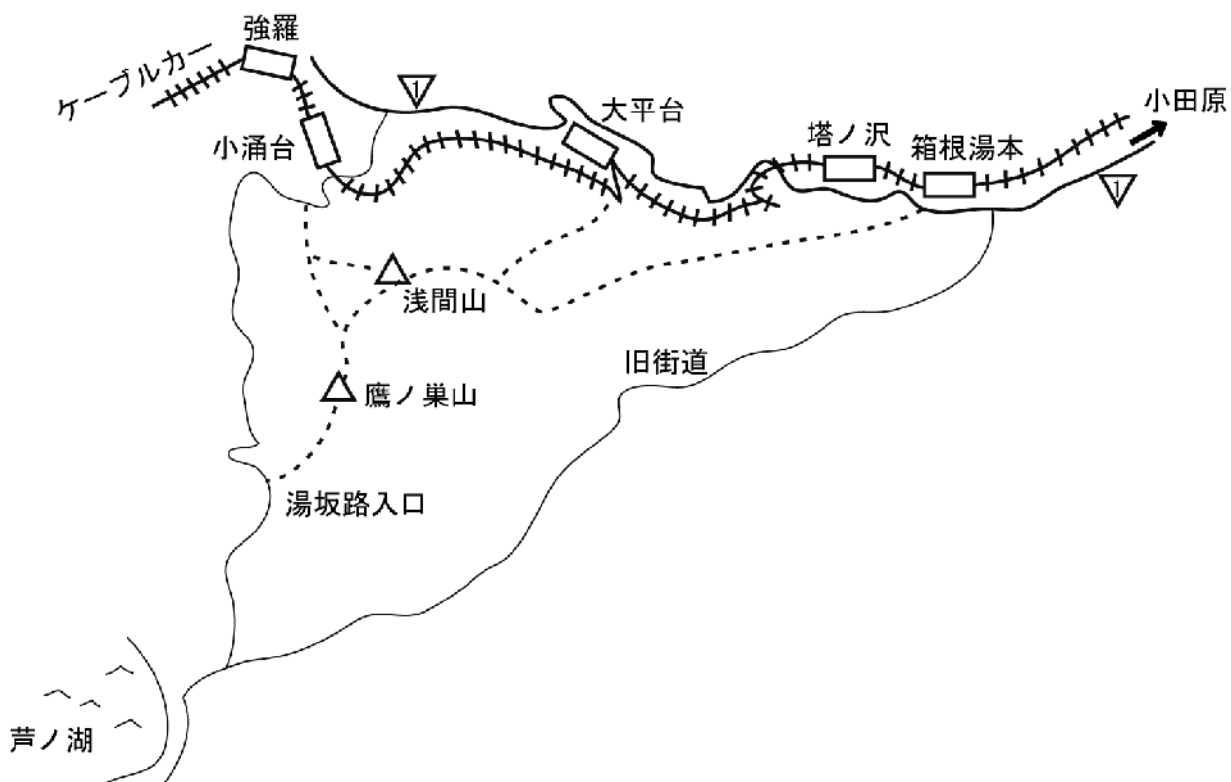 強羅
ケーブルカー
1
大平台
小田原
小涌台
塔ノ沢
箱根湯本
1
浅間山
旧街道
鷹ノ巣山
湯坂路入口
芦ノ湖